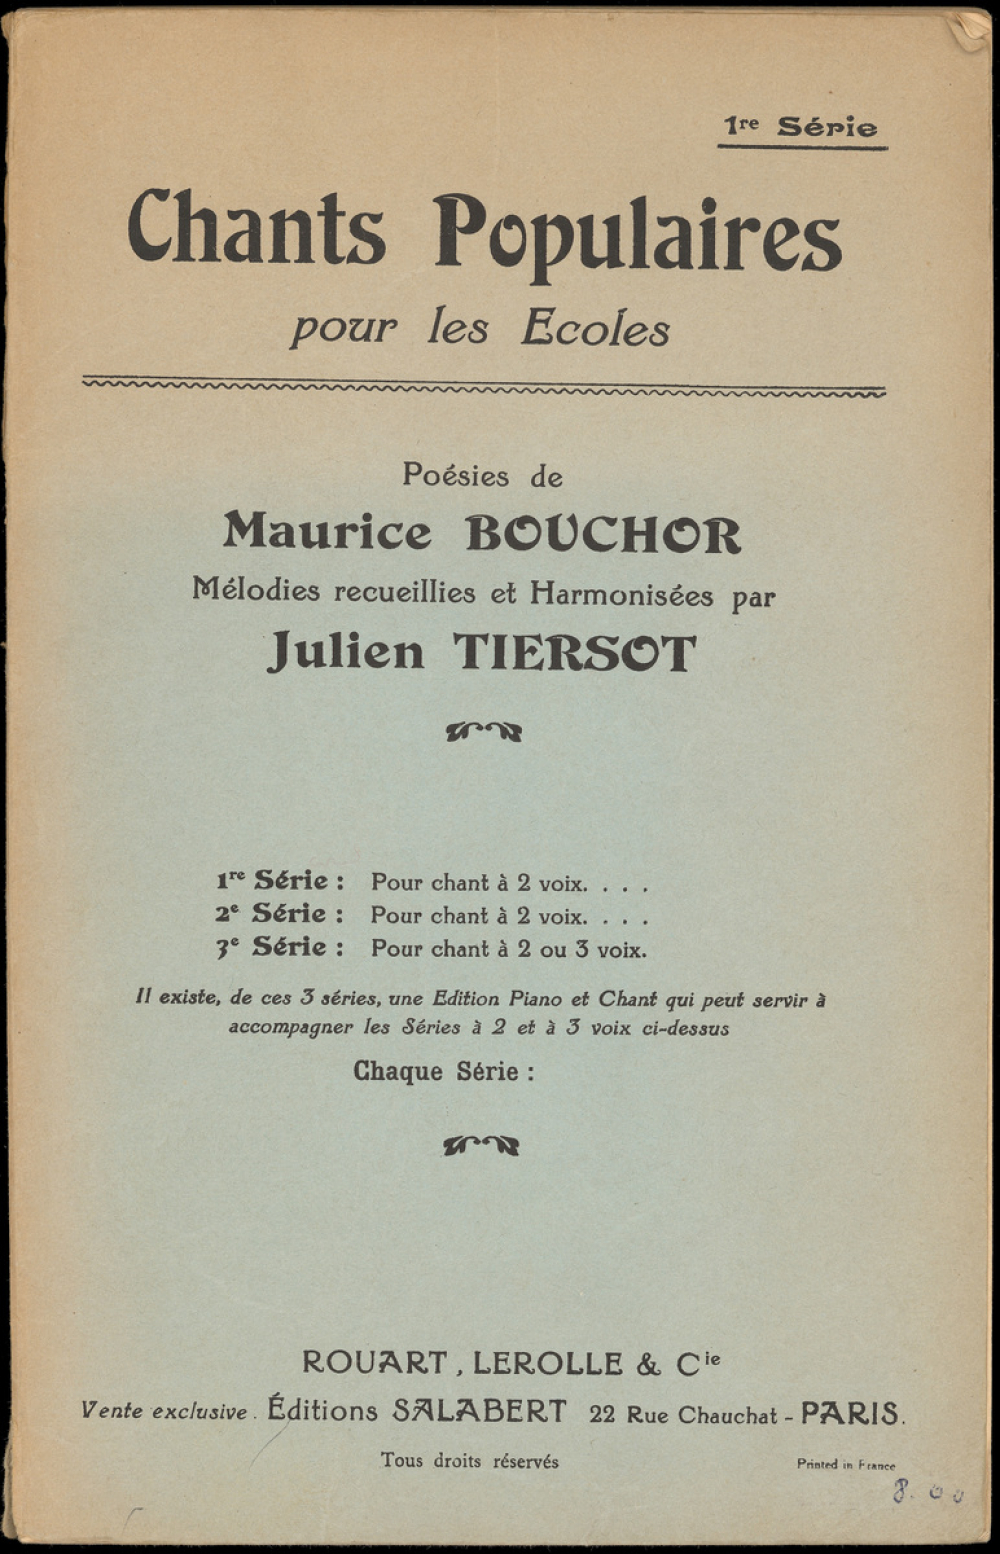 1re Série
Chants Populaires
pour les Ecoles
Poésies de
Maurice BOUCHOR
Mélodies recueillies et Harmonisées par
Julien TIERSOT
1re Série : Pour chant à 2 voix. . . .
2e Série : Pour chant à 2 voix. . . .
3e Série : Pour chant à 2 ou 3 voix.
Il existe, de ces 3 séries, une Edition Piano et Chant qui peut servir à
accompagner les Séries à 2 et à 3 voix ci-dessus
Chaque Série :
ROUART, LEROLLE & Cie
Vente exclusive. Éditions SALABERT 22 Rue Chauchat - PARIS.
Tous droits réservés
Printed in France
8.00